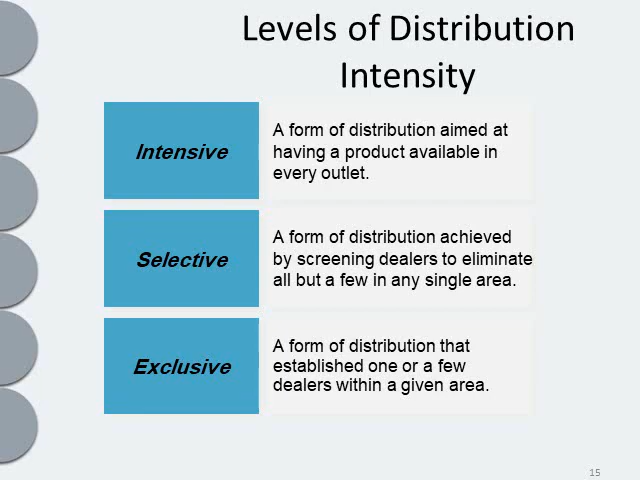 Levels of Distribution
Intensity
Intensive
A form of distribution aimed at
having a product available in
every outlet.
Selective
A form of distribution achieved
by screening dealers to eliminate
all but a few in any single area.
Exclusive
A form of distribution that
established one or a few
dealers within a given area.
15